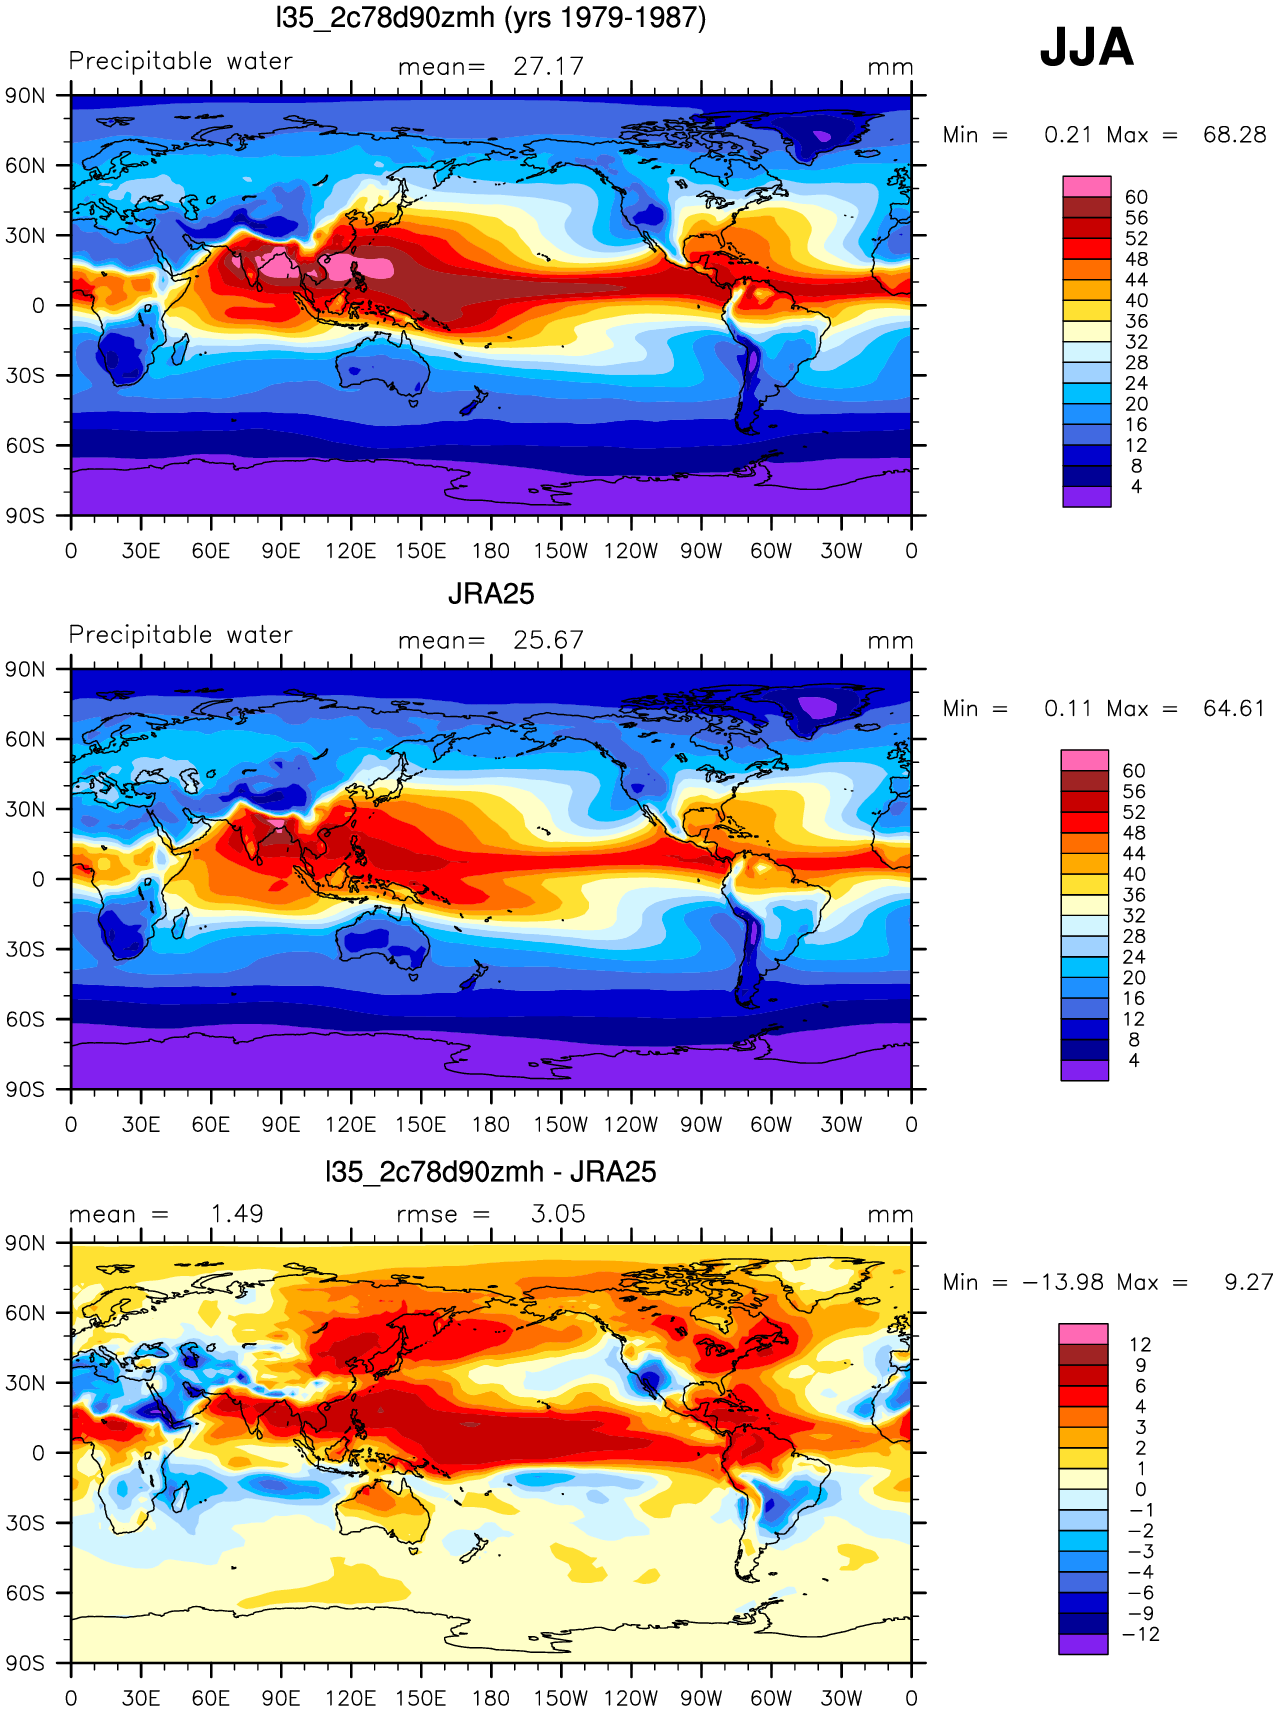 l35_2c78d90zmh (yrs 1979-1987)
JJA
Precipitable water mean= 27.17 mm
Min = 0.21 Max = 68.28
90N
60N
30N
0
30S
60S
90S
0 30E 60E 90E 120E 150E 180 150W 120W 90W 60W 30W 0
60
56
52
48
44
40
36
32
28
24
20
16
12
8
4
JRA25
Precipitable water mean= 25.67 mm
Min = 0.11 Max = 64.61
90N
60N
30N
0
30S
60S
90S
0 30E 60E 90E 120E 150E 180 150W 120W 90W 60W 30W 0
60
56
52
48
44
40
36
32
28
24
20
16
12
8
4
l35_2c78d90zmh - JRA25
mean = 1.49 rmse = 3.05 mm
Min = −13.98 Max = 9.27
90N
60N
30N
0
30S
60S
90S
0 30E 60E 90E 120E 150E 180 150W 120W 90W 60W 30W 0
12
9
6
4
3
2
1
0
−1
−2
−3
−4
−6
−9
−12